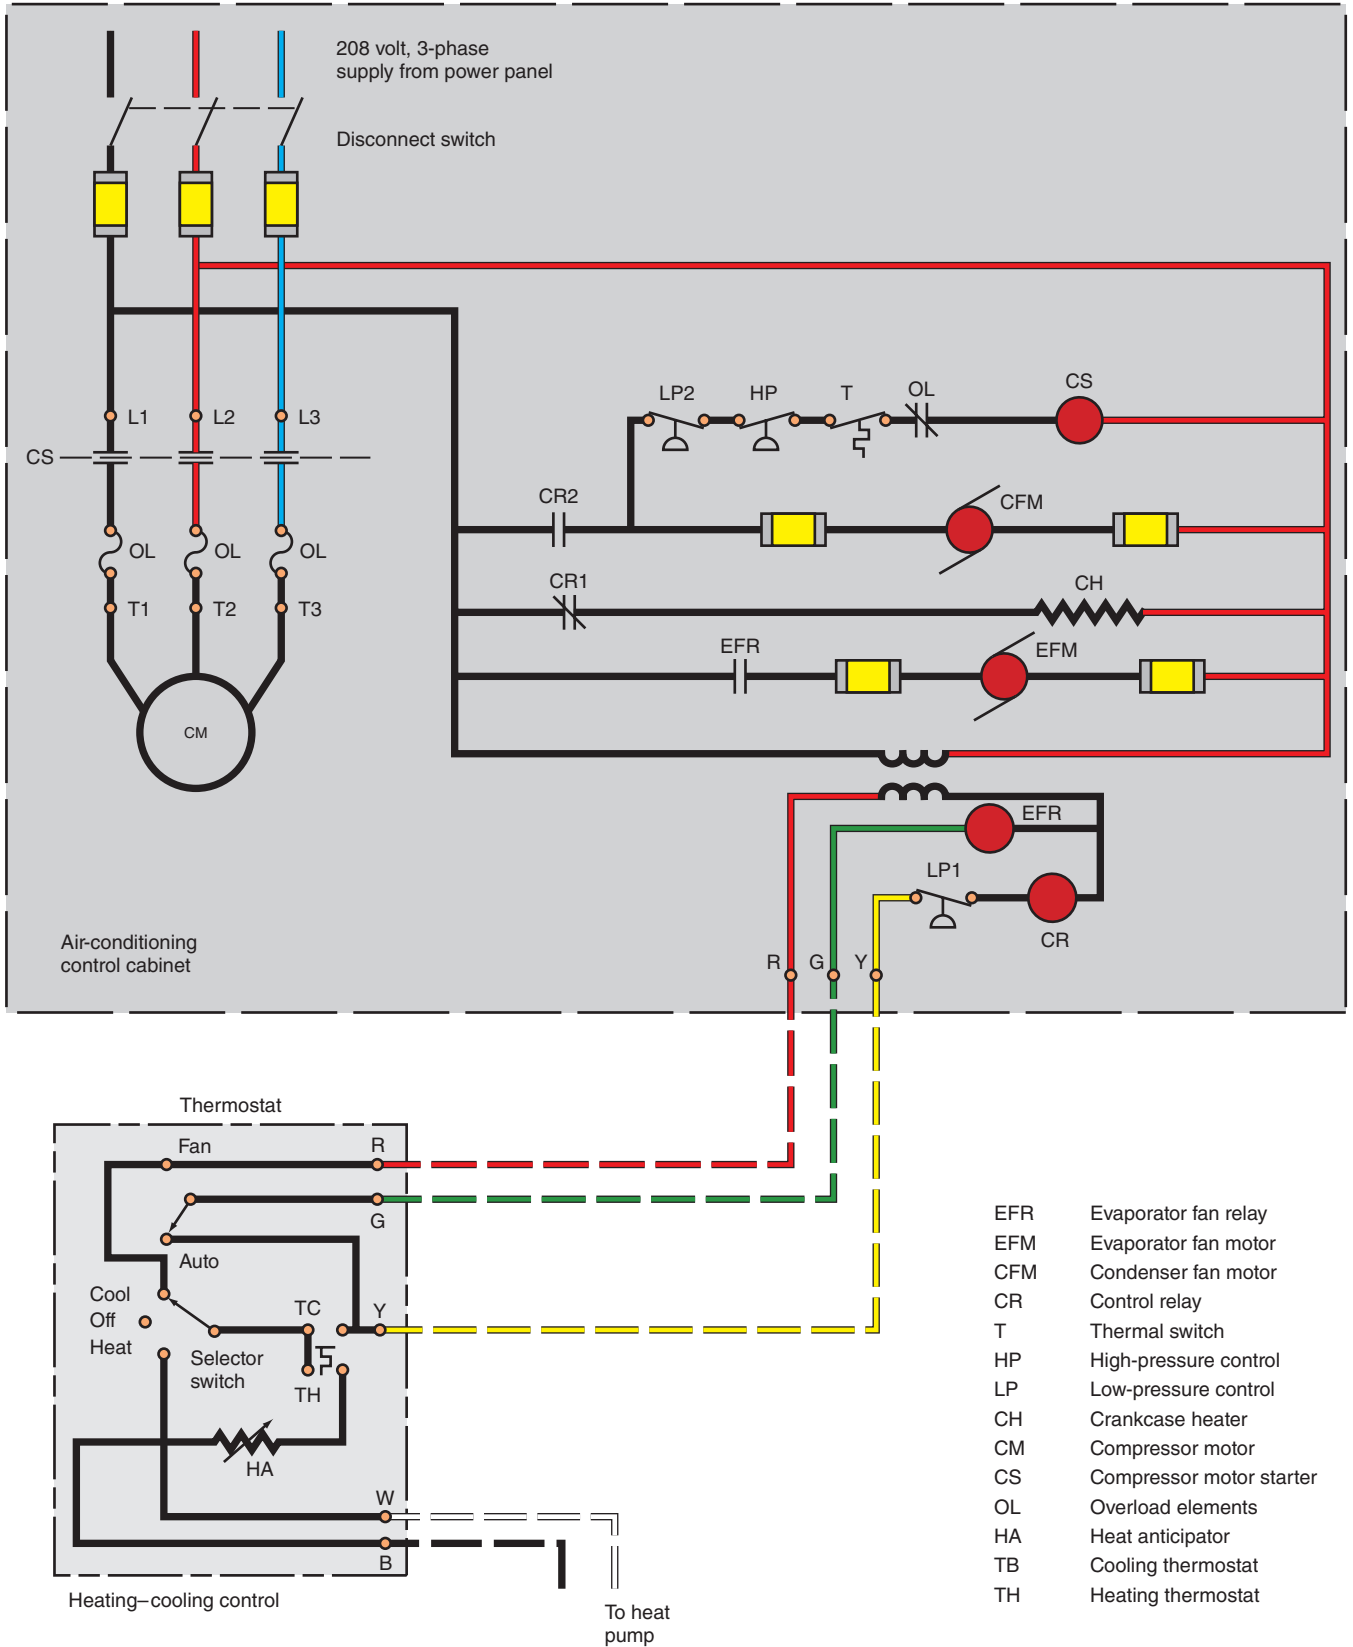 208 volt, 3-phase
supply from power panel
Disconnect switch
L1
L2
L3
CS
OL
OL
OL
T1
T2
T3
CM
LP2
HP
T
OL
CS
CR2
CFM
CR1
CH
EFR
EFM
EFR
LP1
CR
Air-conditioning
control cabinet
R
G
Y
Thermostat
Fan
R
G
Auto
Cool
Off
Heat
TC
Y
Selector
switch
TH
HA
W
B
Heating–cooling control
To heat
pump
EFR Evaporator fan relay
EFM Evaporator fan motor
CFM Condenser fan motor
CR Control relay
T Thermal switch
HP High-pressure control
LP Low-pressure control
CH Crankcase heater
CM Compressor motor
CS Compressor motor starter
OL Overload elements
HA Heat anticipator
TB Cooling thermostat
TH Heating thermostat